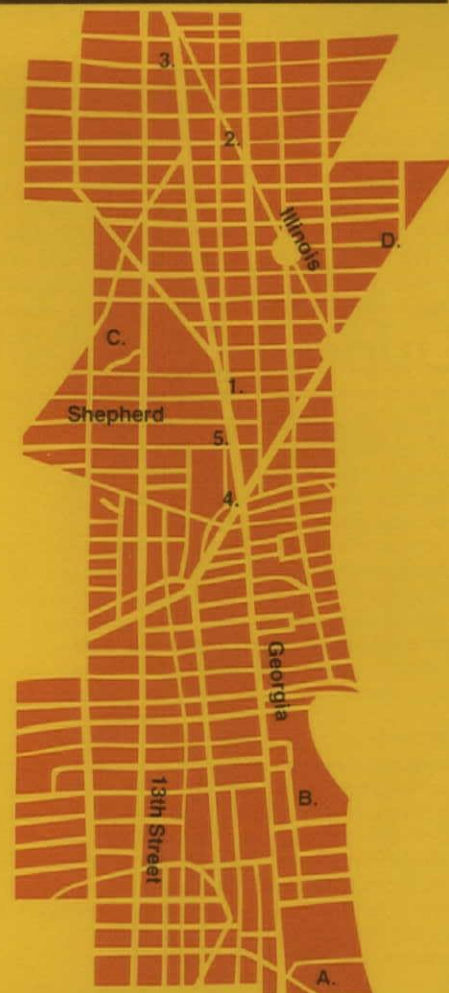 3.
2.
Illinois
D.
C.
1.
Shepherd
5.
4.
Georgia
13th Street
B.
A.